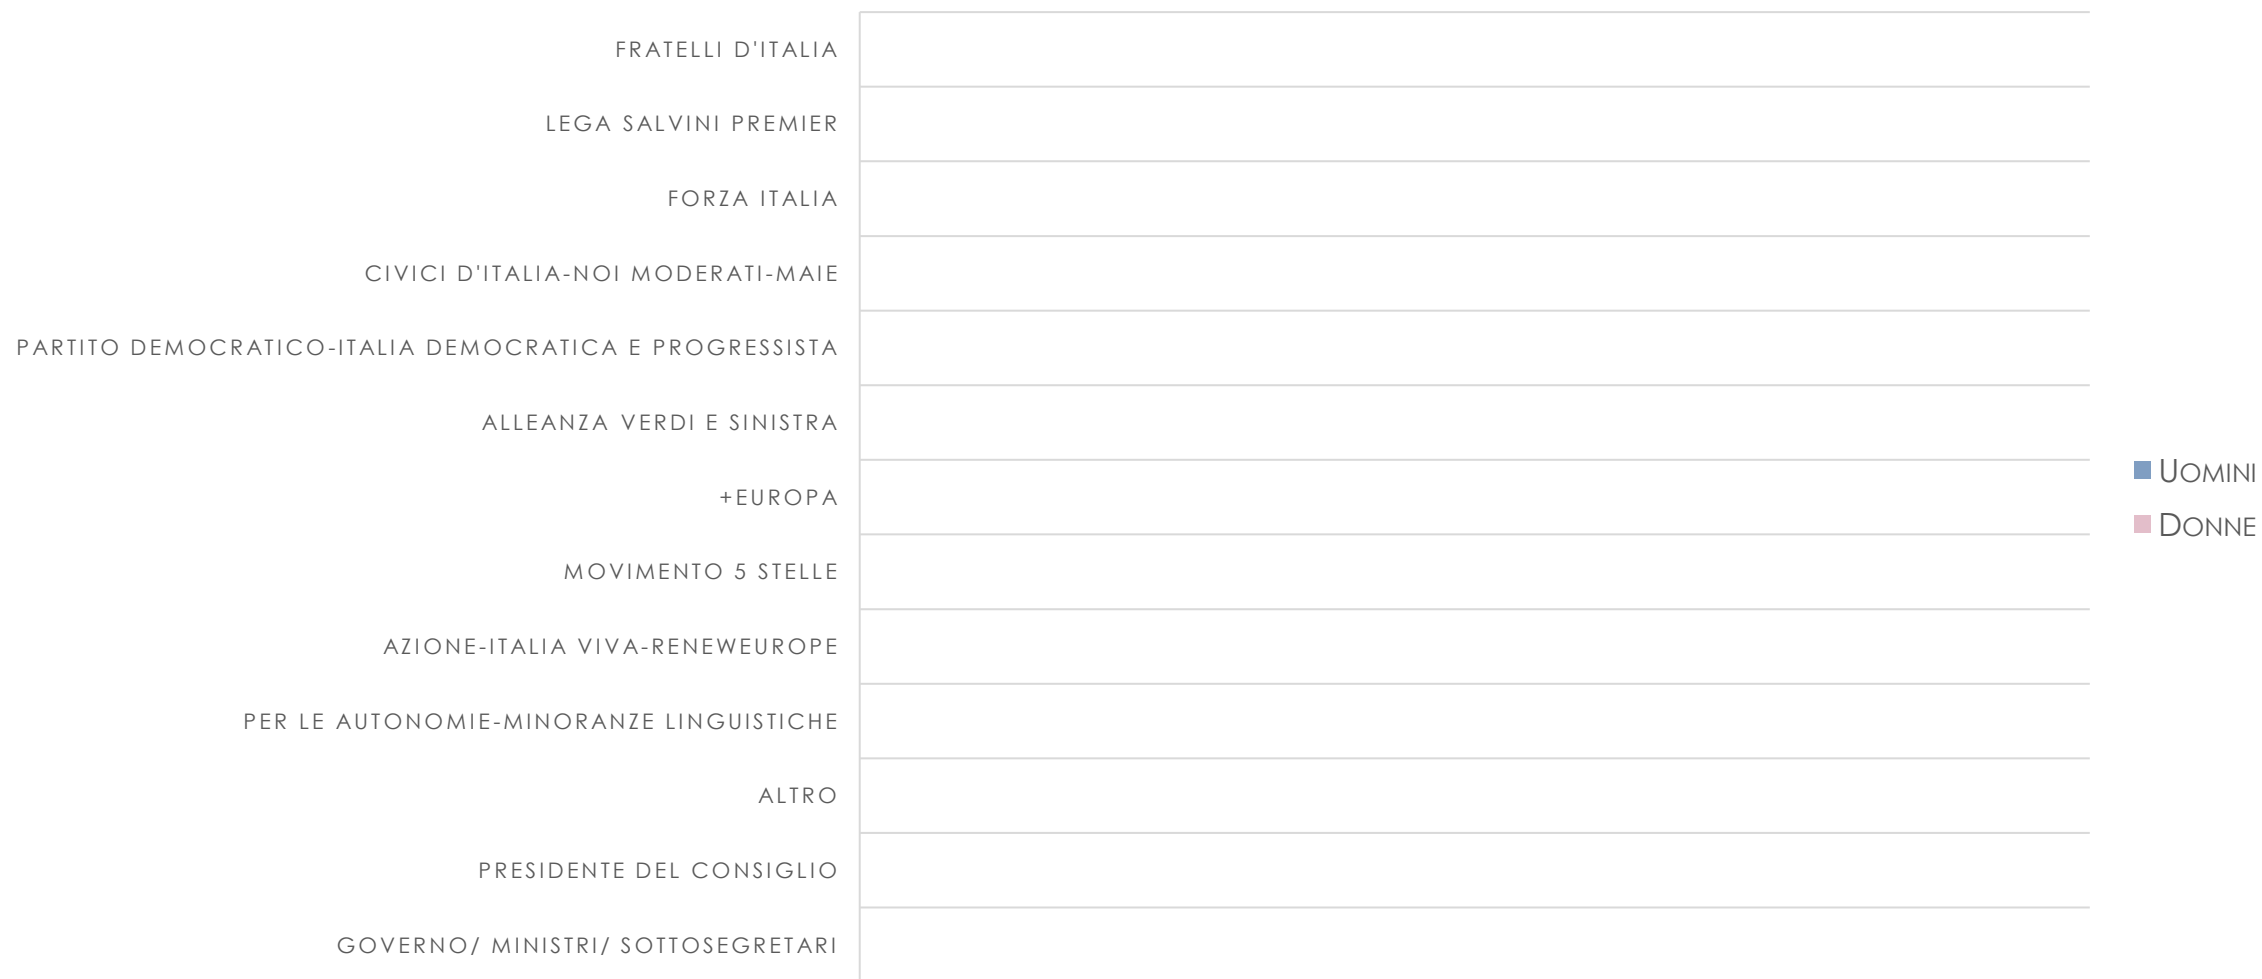 FRATELLI D'ITALIA
LEGA SALVINI PREMIER
FORZA ITALIA
CIVICI D'ITALIA-NOI MODERATI-MAIE
PARTITO DEMOCRATICO-ITALIA DEMOCRATICA E PROGRESSISTA
ALLEANZA VERDI E SINISTRA
+EUROPA
MOVIMENTO 5 STELLE
AZIONE-ITALIA VIVA-RENEWEUROPE
PER LE AUTONOMIE-MINORANZE LINGUISTICHE
ALTRO
PRESIDENTE DEL CONSIGLIO
GOVERNO/ MINISTRI/ SOTTOSEGRETARI
UOMINI
DONNE